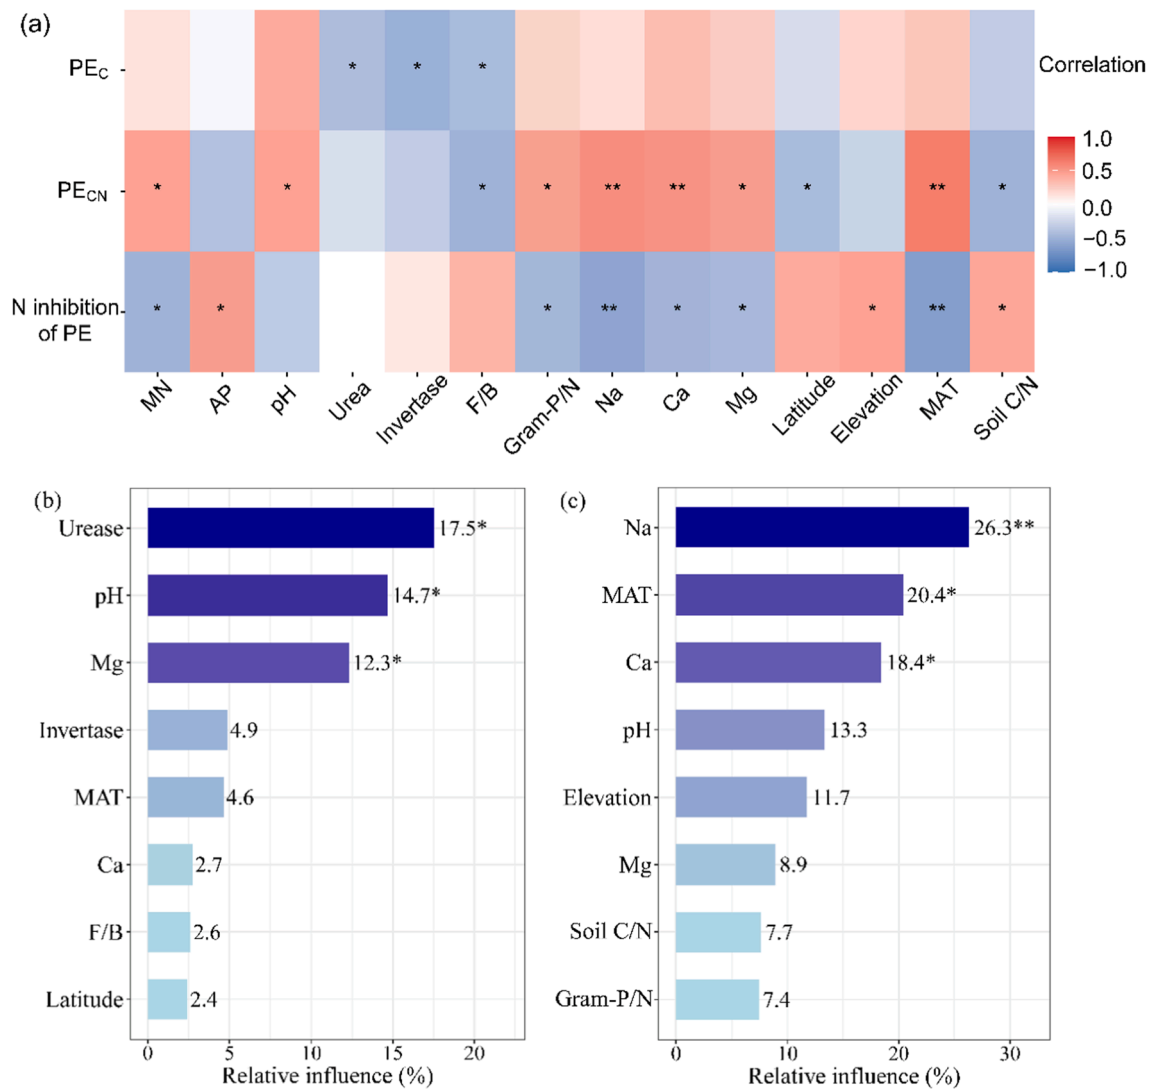 (a)
PEC * * *
PECN * * * * ** ** * * ** *
N inhibition
of PE * * * ** * * * ** *
MN AP pH Urea Invertase F/B Gram-P/N Na Ca Mg Latitude Elevation MAT Soil C/N
Correlation
1.0
0.5
0.0
−0.5
−1.0
(b)
Urease 17.5*
pH 14.7*
Mg 12.3*
Invertase 4.9
MAT 4.6
Ca 2.7
F/B 2.6
Latitude 2.4
0 5 10 15 20
Relative influence (%)
(c)
Na 26.3**
MAT 20.4*
Ca 18.4*
pH 13.3
Elevation 11.7
Mg 8.9
Soil C/N 7.7
Gram-P/N 7.4
0 10 20 30
Relative influence (%)